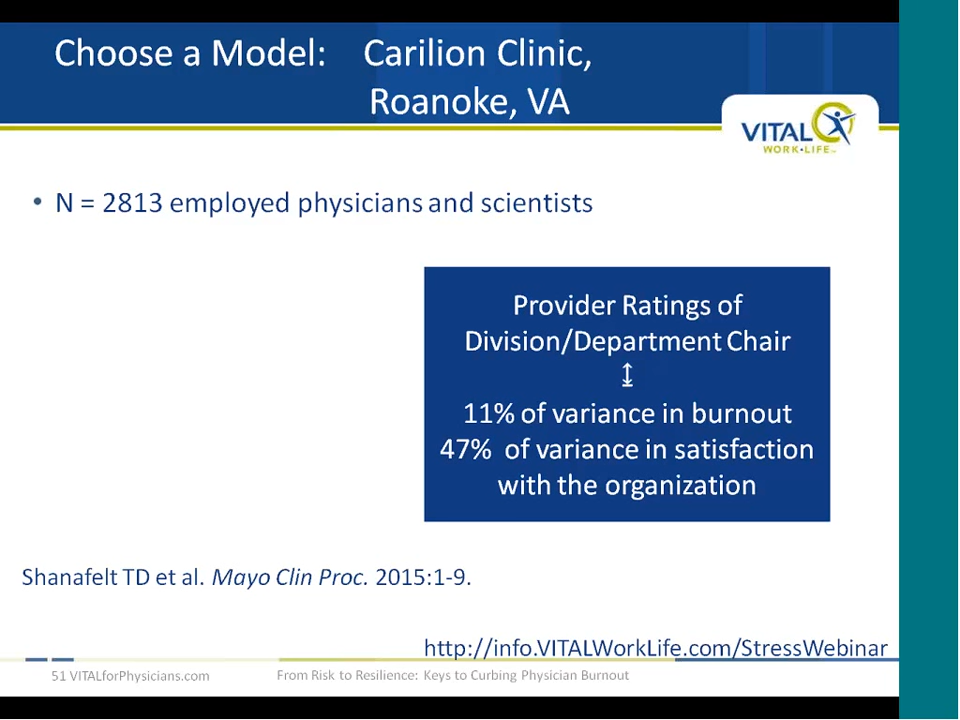 Choose a Model: Carilion Clinic,
Roanoke, VA
VITAL
WORK•LIFE™
• N = 2813 employed physicians and scientists
Provider Ratings of
Division/Department Chair
↕
11% of variance in burnout
47% of variance in satisfaction
with the organization
Shanafelt TD et al. Mayo Clin Proc. 2015:1-9.
http://info.VITALWorkLife.com/StressWebinar
51 VITALforPhysicians.com From Risk to Resilience: Keys to Curbing Physician Burnout